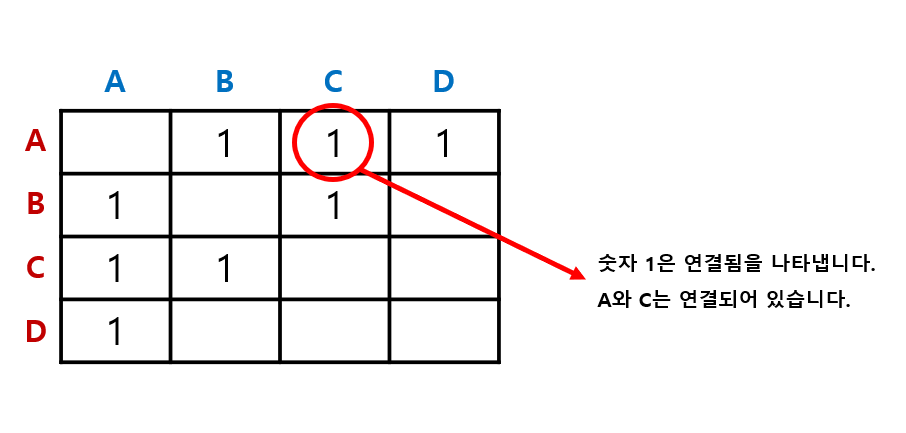 A B C D
A 1 1 1
B 1 1
C 1 1
D 1
숫자 1은 연결됨을 나타냅니다.
A와 C는 연결되어 있습니다.